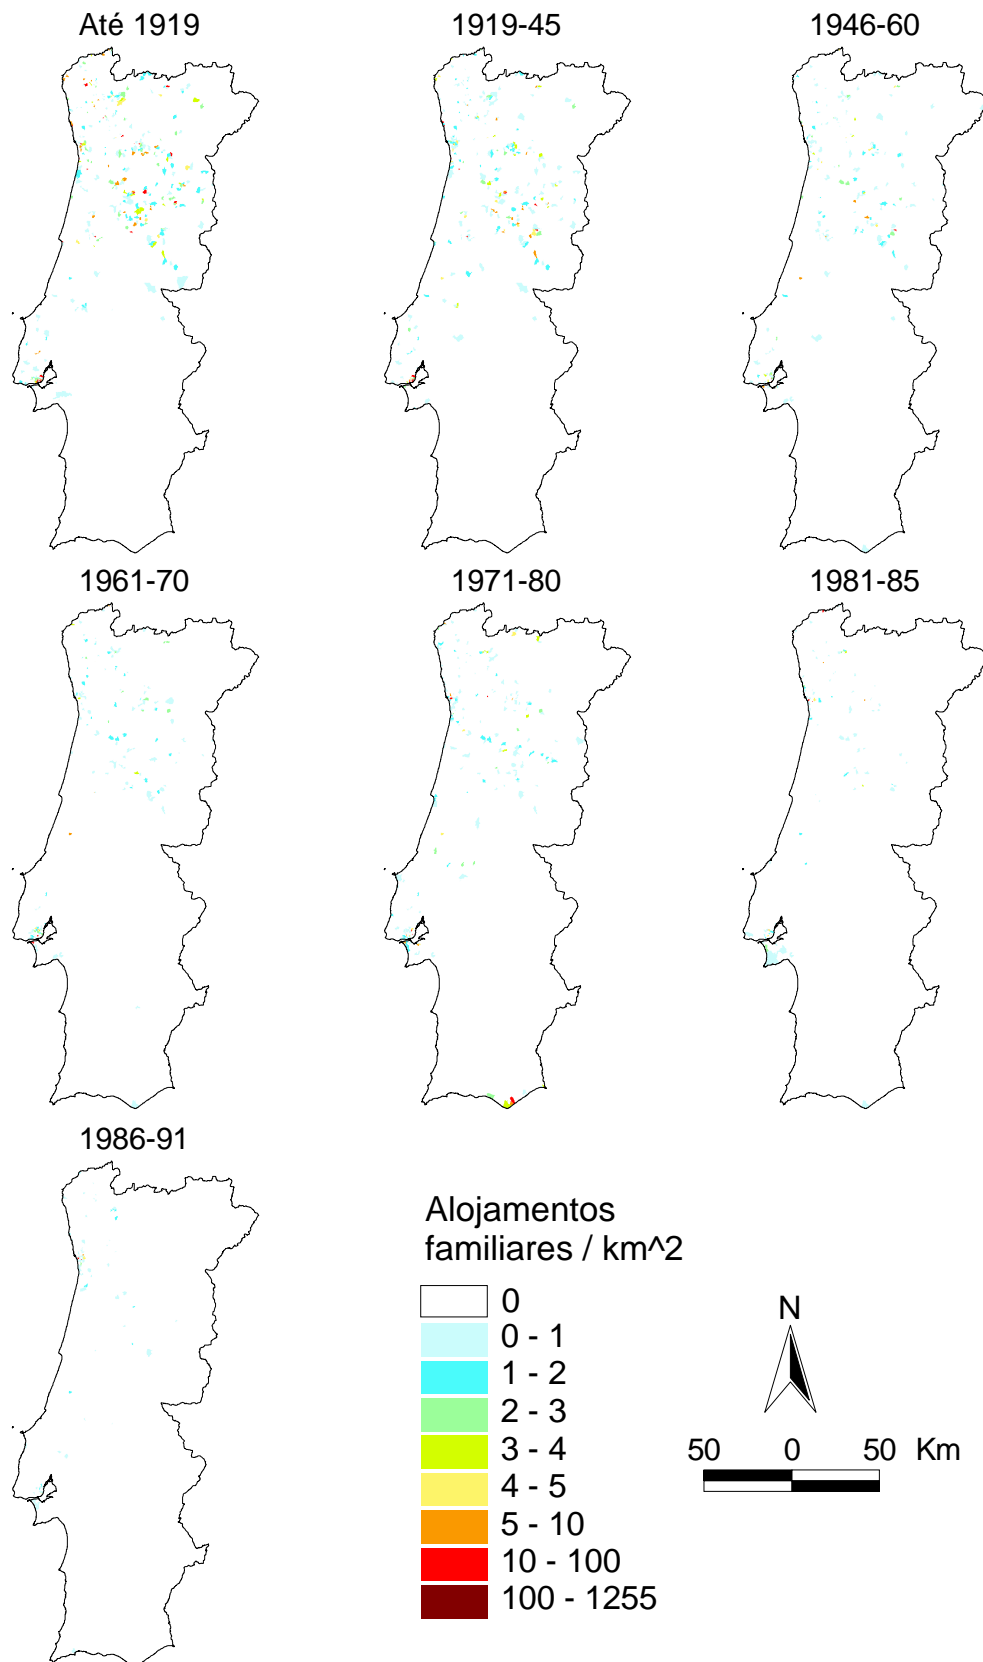 Até 1919
1919-45
1946-60
1961-70
1971-80
1981-85
1986-91
Alojamentos
familiares / km^2
0
0 - 1
1 - 2
2 - 3
3 - 4
4 - 5
5 - 10
10 - 100
100 - 1255
N
50 0 50 Km